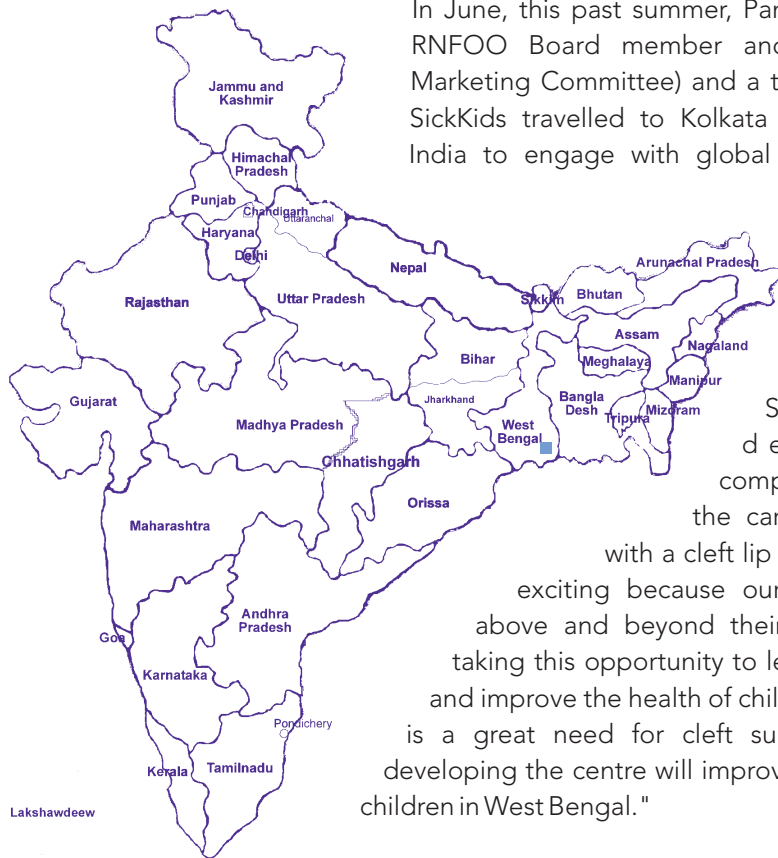 In June, this past summer, Par
RNFOO Board member and
Marketing Committee) and a t
SickKids travelled to Kolkata
India to engage with global
S
d e
comp
the car
with a cleft lip
exciting because our
above and beyond their
taking this opportunity to le
and improve the health of chil
is a great need for cleft su
developing the centre will improv
children in West Bengal."
Jammu and
Kashmir
Himachal
Pradesh
Punjab
Chandigarh
Uttaranchal
Haryana
Delhi
Rajasthan
Uttar Pradesh
Nepal
Sikkim
Bhutan
Arunachal Pradesh
Assam
Nagaland
Meghalaya
Manipur
Bihar
Jharkhand
Bangla
Desh
Tripura
Mizoram
West
Bengal
Gujarat
Madhya Pradesh
Chhatishgarh
Orissa
Maharashtra
Andhra
Pradesh
Goa
Karnataka
Pondichery
Kerala
Tamilnadu
Lakshawdeew